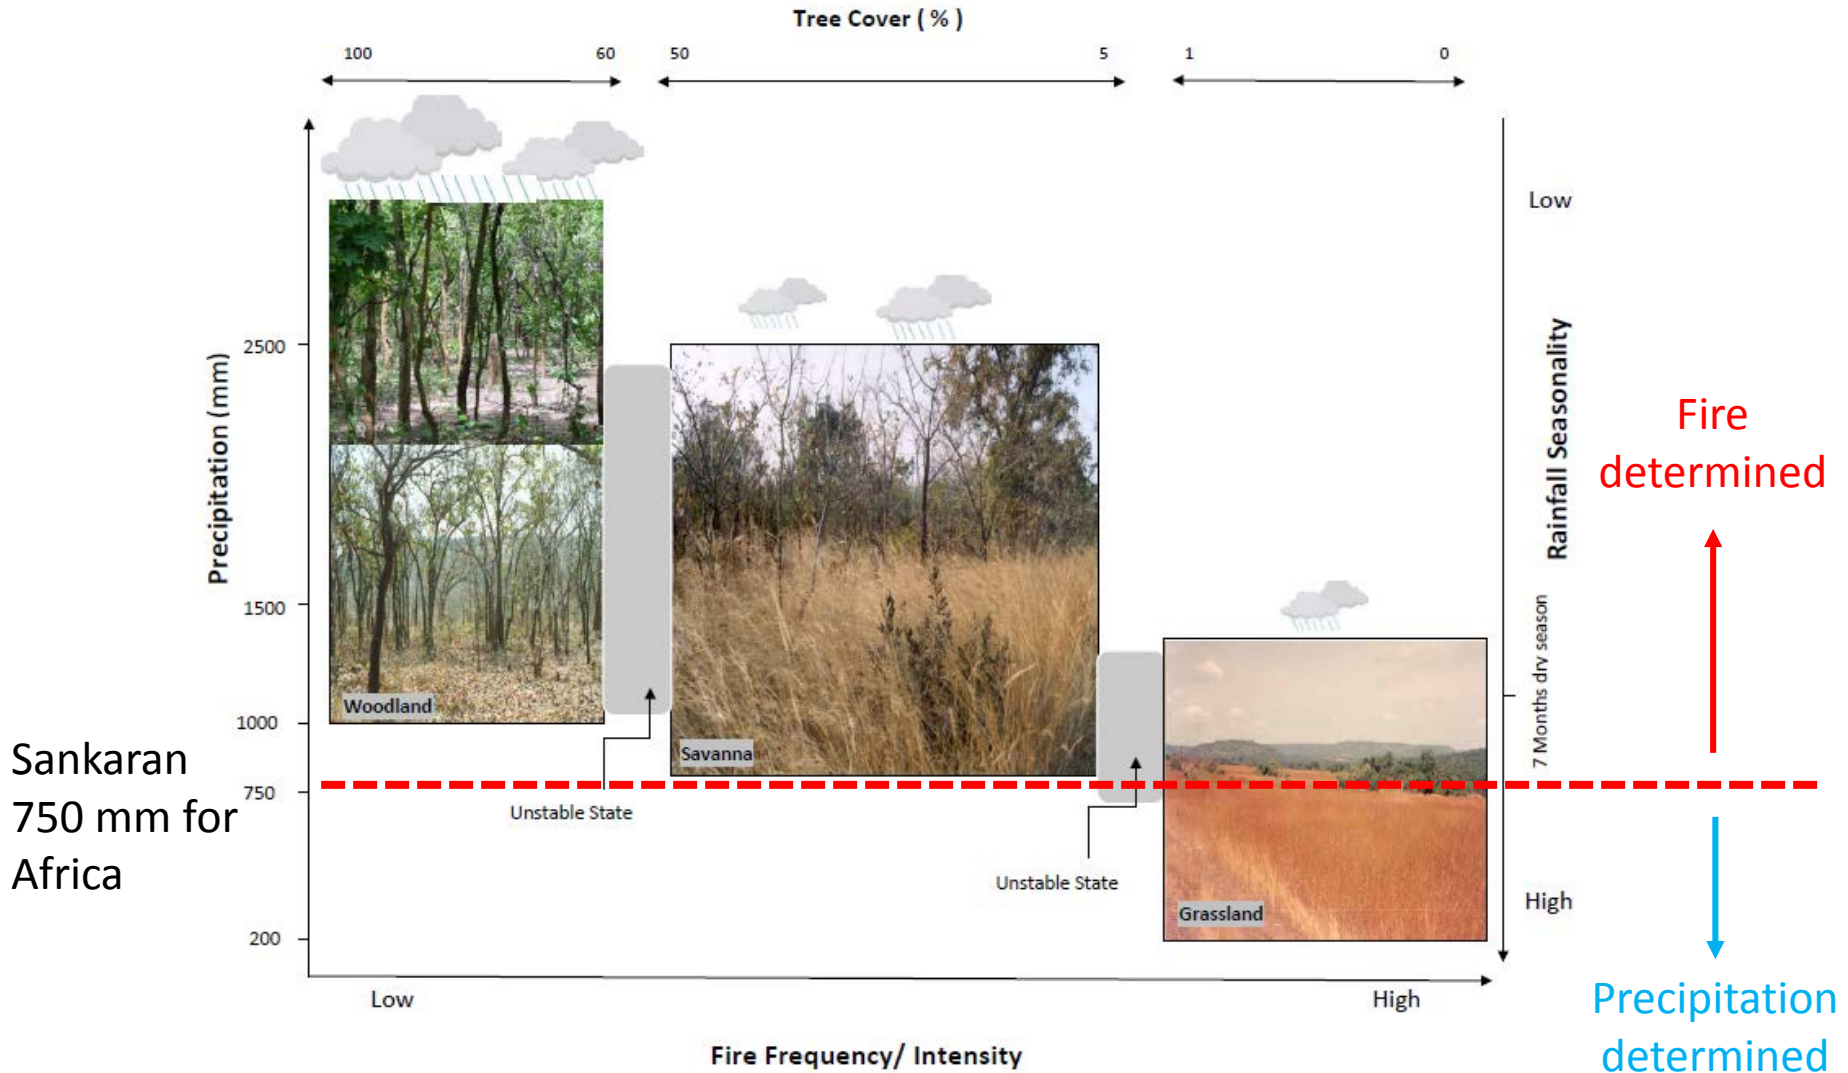 Tree Cover ( % )
100
60
50
5
1
0
Low
Precipitation (mm)
2500
1500
1000
750
200
Rainfall Seasonality
7 Months dry season
Fire
determined
Woodland
Savanna
Grassland
Sankaran
750 mm for
Africa
Unstable State
Unstable State
High
Low
High
Fire Frequency/ Intensity
Precipitation
determined